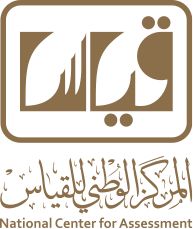 قياس
المركز الوطني للقياس
National Center for Assessment